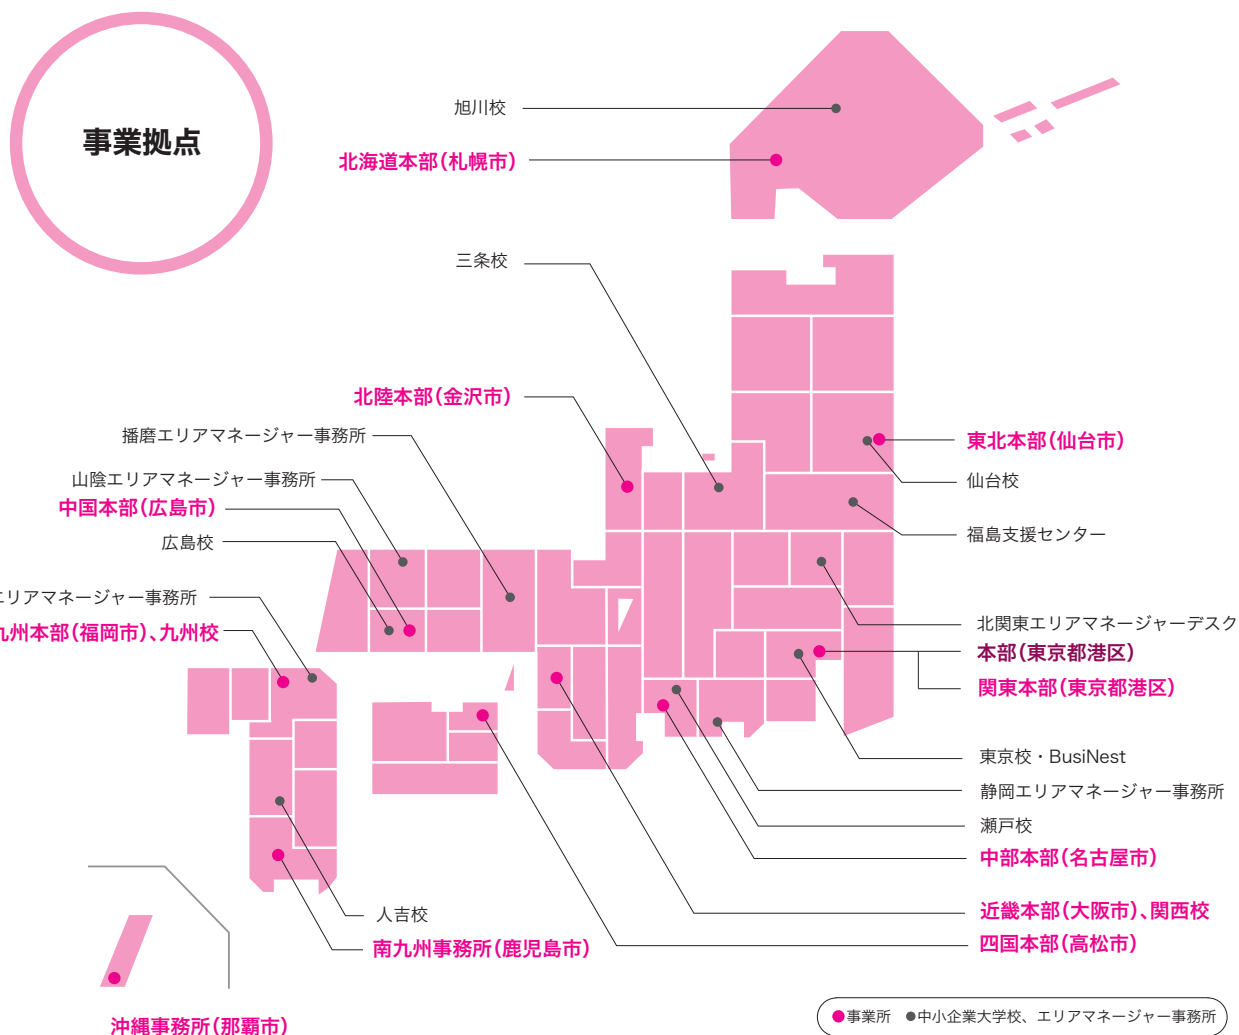 事業拠点
旭川校
北海道本部(札幌市)
三条校
北陸本部(金沢市)
播磨エリアマネージャー事務所
山陰エリアマネージャー事務所
中国本部(広島市)
広島校
エリアマネージャー事務所
九州本部(福岡市)、九州校
東北本部(仙台市)
仙台校
福島支援センター
北関東エリアマネージャーデスク
本部(東京都港区)
関東本部(東京都港区)
東京校・BusiNest
静岡エリアマネージャー事務所
瀬戸校
中部本部(名古屋市)
近畿本部(大阪市)、関西校
四国本部(高松市)
人吉校
南九州事務所(鹿児島市)
沖縄事務所(那覇市)
●事業所 ●中小企業大学校、エリアマネージャー事務所